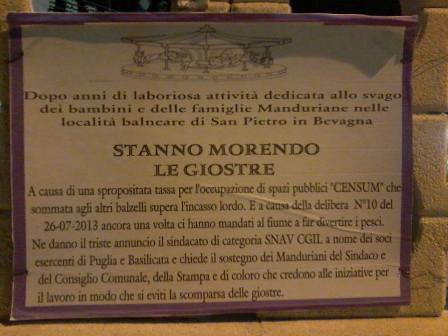 Dopo anni di laboriosa attività dedicata allo svago
dei bambini e delle famiglie Manduriane nelle
località balneare di San Pietro in Bevagna
STANNO MORENDO
LE GIOSTRE
A causa di una spropositata tassa per l'occupazione di spazi pubblici "CENSUM" che
sommata agli altri balzelli supera l'incasso lordo. E a causa della delibera N°10 del
26-07-2013 ancora una volta ci hanno mandati al fiume a far divertire i pesci.
Ne danno il triste annuncio il sindacato di categoria SNAV CGIL a nome dei soci
esercenti di Puglia e Basilicata e chiede il sostegno dei Manduriani del Sindaco e
del Consiglio Comunale, della Stampa e di coloro che credono alle iniziative per
il lavoro in modo che si eviti la scomparsa delle giostre.